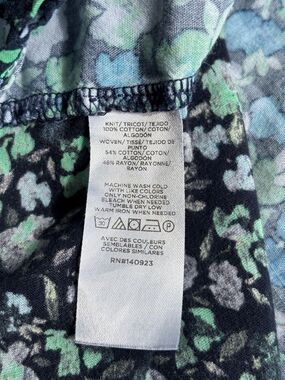 KNIT/ TRICOT/ TEJIDO
100% COTTON/ COTON/
ALGODÓN
WOVEN/ TISSÉ/ TEJIDO DE
PUNTO
54% COTTON/ COTON/
ALGODÓN
46% RAYON/ RAYONNE/
RAYÓN
MACHINE WASH COLD
WITH LIKE COLORS
ONLY NON-CHLORINE
BLEACH WHEN NEEDED
TUMBLE DRY LOW
WARM IRON WHEN NEEDED
AVEC DES COULEURS
SEMBLABLES / CON
COLORES SIMILARES
RN#140923